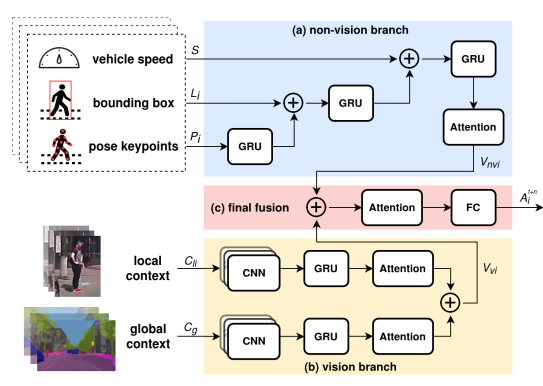 (a) non-vision branch
vehicle speed
S
GRU
bounding box
L_i
GRU
pose keypoints
P_i
GRU
Attention
V_nvi
(c) final fusion
Attention
FC
A_i^{t+n}
local
context
C_li
CNN
GRU
Attention
V_vi
global
context
C_g
CNN
GRU
Attention
(b) vision branch